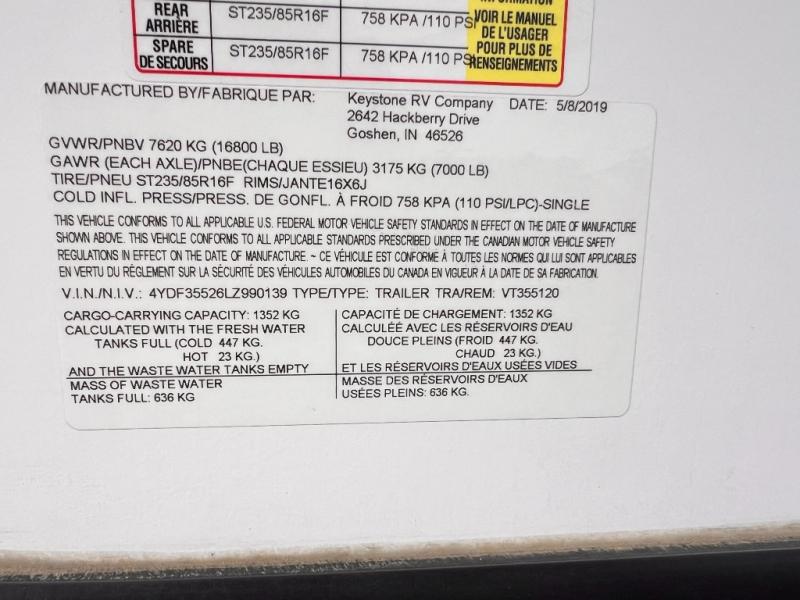 INFORMATION
REAR
ARRIÈRE ST235/85R16F 758 KPA /110 PSI
SPARE
DE SECOURS ST235/85R16F 758 KPA /110 PSI
VOIR LE MANUEL
DE L'USAGER
POUR PLUS DE
RENSEIGNEMENTS
MANUFACTURED BY/FABRIQUE PAR: Keystone RV Company DATE: 5/8/2019
2642 Hackberry Drive
Goshen, IN 46526
GVWR/PNBV 7620 KG (16800 LB)
GAWR (EACH AXLE)/PNBE(CHAQUE ESSIEU) 3175 KG (7000 LB)
TIRE/PNEU ST235/85R16F RIMS/JANTE16X6J
COLD INFL. PRESS/PRESS. DE GONFL. À FROID 758 KPA (110 PSI/LPC)-SINGLE
THIS VEHICLE CONFORMS TO ALL APPLICABLE U.S. FEDERAL MOTOR VEHICLE SAFETY STANDARDS IN EFFECT ON THE DATE OF MANUFACTURE
SHOWN ABOVE. THIS VEHICLE CONFORMS TO ALL APPLICABLE STANDARDS PRESCRIBED UNDER THE CANADIAN MOTOR VEHICLE SAFETY
REGULATIONS IN EFFECT ON THE DATE OF MANUFACTURE. ~ CE VÉHICULE EST CONFORME À TOUTES LES NORMES QUI LUI SONT APPLICABLES
EN VERTU DU RÉGLEMENT SUR LA SÉCURITÉ DES VÉHICULES AUTOMOBILES DU CANADA EN VIGUEUR À LA DATE DE SA FABRICATION.
V.I.N./N.I.V.: 4YDF35526LZ990139 TYPE/TYPE: TRAILER TRA/REM: VT355120
CARGO-CARRYING CAPACITY: 1352 KG
CALCULATED WITH THE FRESH WATER
TANKS FULL (COLD 447 KG.
HOT 23 KG.)
AND THE WASTE WATER TANKS EMPTY
MASS OF WASTE WATER
TANKS FULL: 636 KG
CAPACITÉ DE CHARGEMENT: 1352 KG
CALCULÉE AVEC LES RÉSERVOIRS D'EAU
DOUCE PLEINS (FROID 447 KG.
CHAUD 23 KG.)
ET LES RÉSERVOIRS D'EAUX USÉES VIDES
MASSE DES RÉSERVOIRS D'EAUX
USÉES PLEINS: 636 KG.